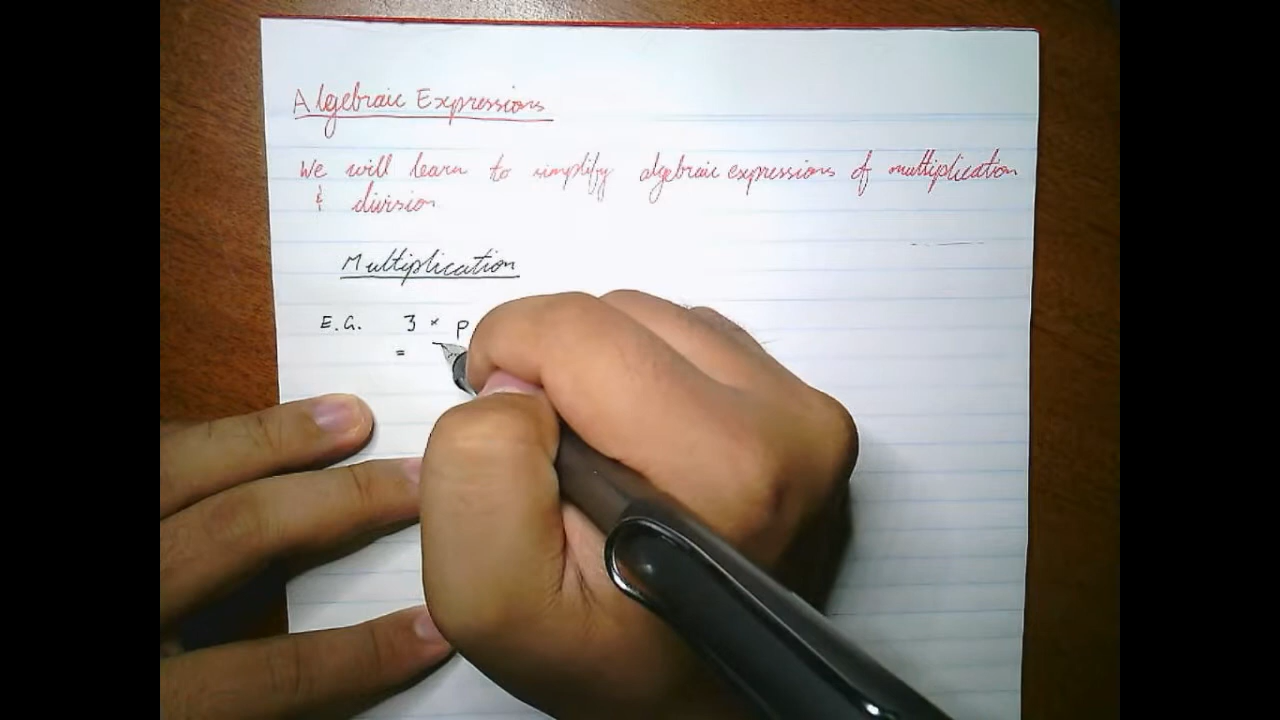 Algebraic Expressions
We will learn to simplify algebraic expressions of multiplication
& division
Multiplication
E.G. 3 × p
=